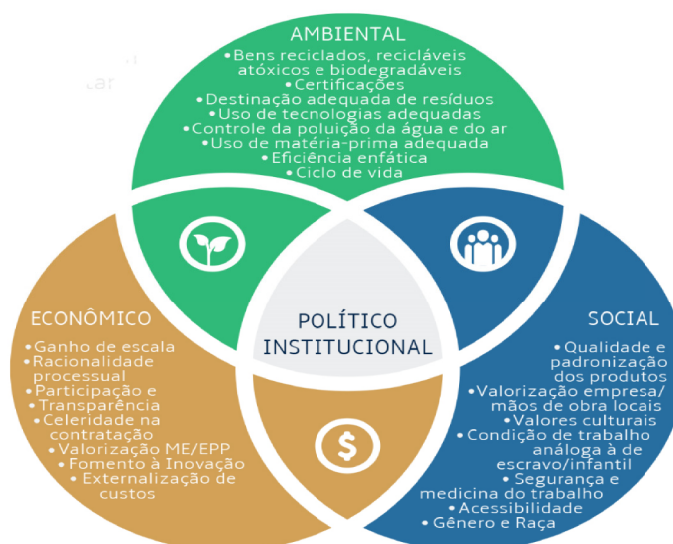 AMBIENTAL
•Bens reciclados, recicláveis
atóxicos e biodegradáveis
•Certificações
•Destinação adequada de resíduos
•Uso de tecnologias adequadas
•Controle da poluição da água e do ar
•Uso de matéria-prima adequada
•Eficiência enfática
•Ciclo de vida
POLÍTICO
INSTITUCIONAL
ECONÔMICO
•Ganho de escala
•Racionalidade
processual
•Participação e
•Transparência
•Celeridade na
contratação
•Valorização ME/EPP
•Fomento à Inovação
•Externalização de
custos
$
SOCIAL
•Qualidade e
padronização
dos produtos
•Valorização empresa/
mãos de obra locais
•Valores culturais
•Condição de trabalho
análoga à de
escravo/infantil
•Segurança e
medicina do trabalho
•Acessibilidade
•Gênero e Raça